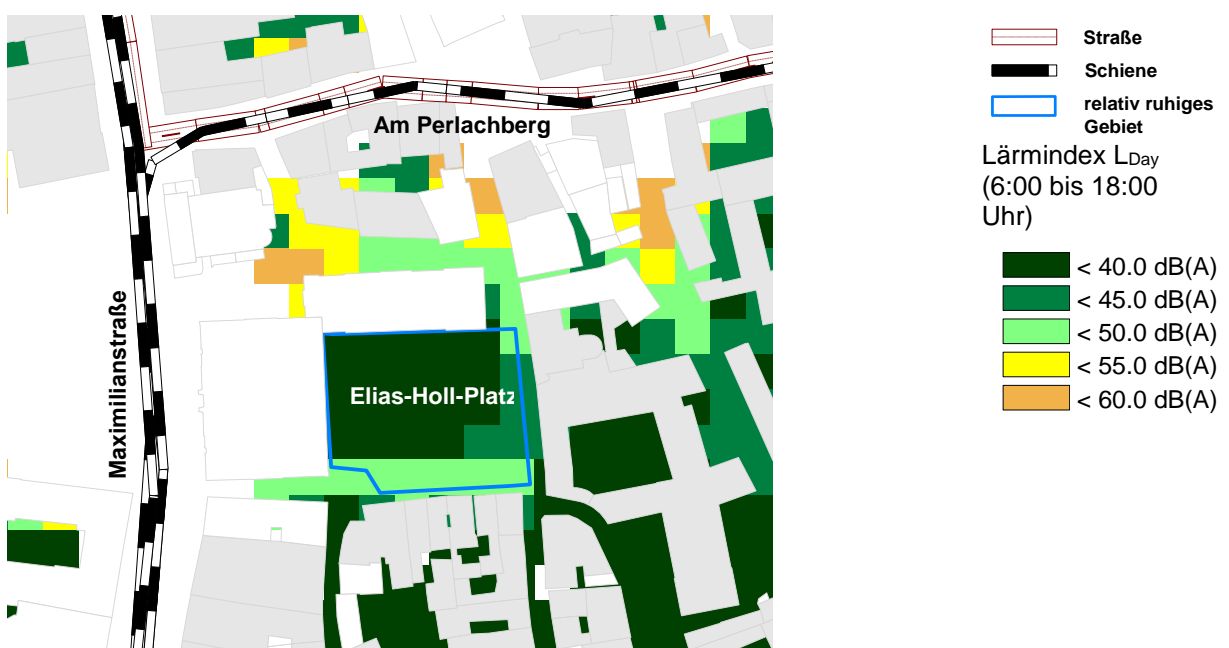 Am Perlachberg
Maximilianstraße
Elias-Holl-Platz
Straße
Schiene
relativ ruhiges
Gebiet
Lärmindex LDay
(6:00 bis 18:00
Uhr)
< 40.0 dB(A)
< 45.0 dB(A)
< 50.0 dB(A)
< 55.0 dB(A)
< 60.0 dB(A)